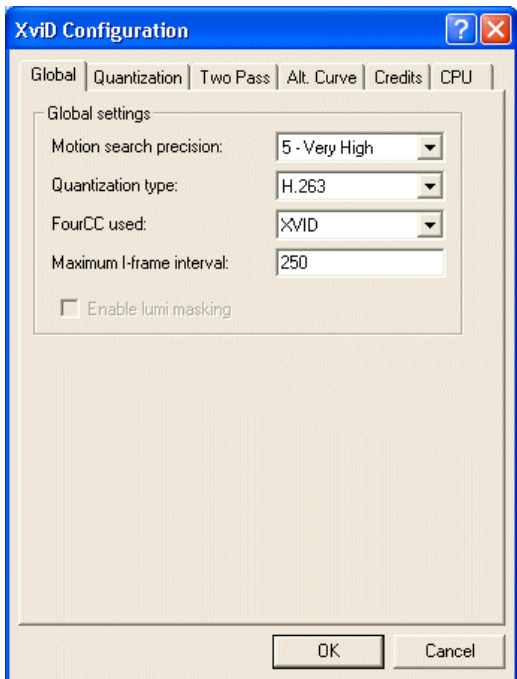 XviD Configuration
Global Quantization Two Pass Alt. Curve Credits CPU
Global settings
Motion search precision: 5 - Very High
Quantization type: H.263
FourCC used: XVID
Maximum I-frame interval: 250
Enable lumi masking
OK Cancel